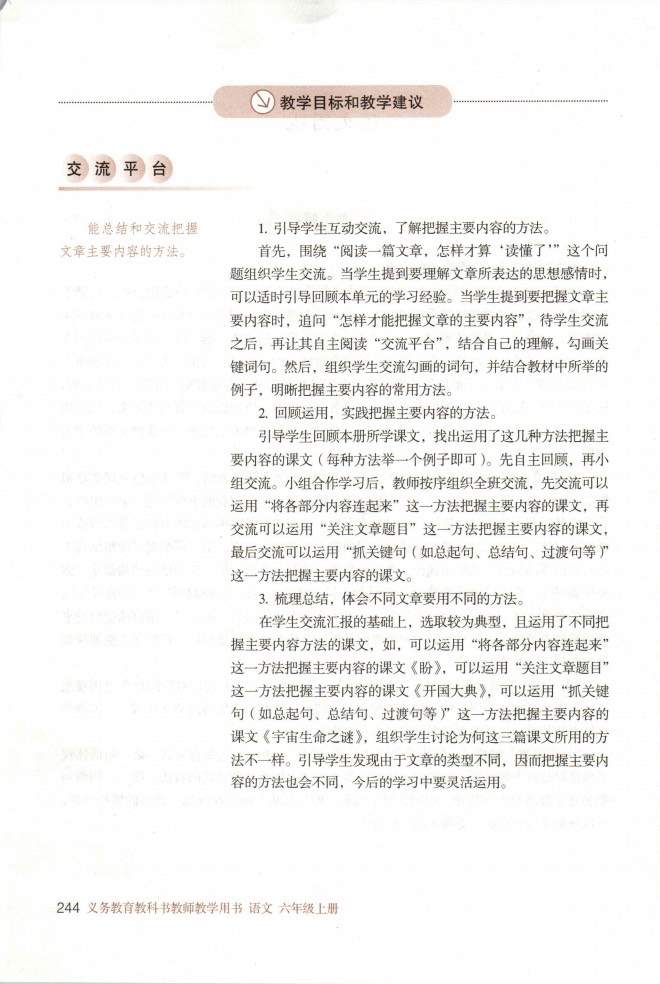 教学目标和教学建议
交流平台
能总结和交流把握
文章主要内容的方法。
1. 引导学生互动交流，了解把握主要内容的方法。
首先，围绕“阅读一篇文章，怎样才算‘读懂了’”这个问
题组织学生交流。当学生提到要理解文章所表达的思想感情时，
可以适时引导回顾本单元的学习经验。当学生提到要把握文章主
要内容时，追问“怎样才能把握文章的主要内容”，待学生交流
之后，再让其自主阅读“交流平台”，结合自己的理解，勾画关
键词句。然后，组织学生交流勾画的词句，并结合教材中所举的
例子，明晰把握主要内容的常用方法。
2. 回顾运用，实践把握主要内容的方法。
引导学生回顾本册所学课文，找出运用了这几种方法把握主
要内容的课文（每种方法举一个例子即可）。先自主回顾，再小
组交流。小组合作学习后，教师按序组织全班交流，先交流可以
运用“将各部分内容连起来”这一方法把握主要内容的课文，再
交流可以运用“关注文章题目”这一方法把握主要内容的课文，
最后交流可以运用“抓关键句（如总起句、总结句、过渡句等）”
这一方法把握主要内容的课文。
3. 梳理总结，体会不同文章要用不同的方法。
在学生交流汇报的基础上，选取较为典型，且运用了不同把
握主要内容方法的课文，如，可以运用“将各部分内容连起来”
这一方法把握主要内容的课文《盼》，可以运用“关注文章题目”
这一方法把握主要内容的课文《开国大典》，可以运用“抓关键
句（如总起句、总结句、过渡句等）”这一方法把握主要内容的
课文《宇宙生命之谜》，组织学生讨论为何这三篇课文所用的方
法不一样。引导学生发现由于文章的类型不同，因而把握主要内
容的方法也会不同，今后的学习中要灵活运用。
244 义务教育教科书教师教学用书 语文 六年级上册